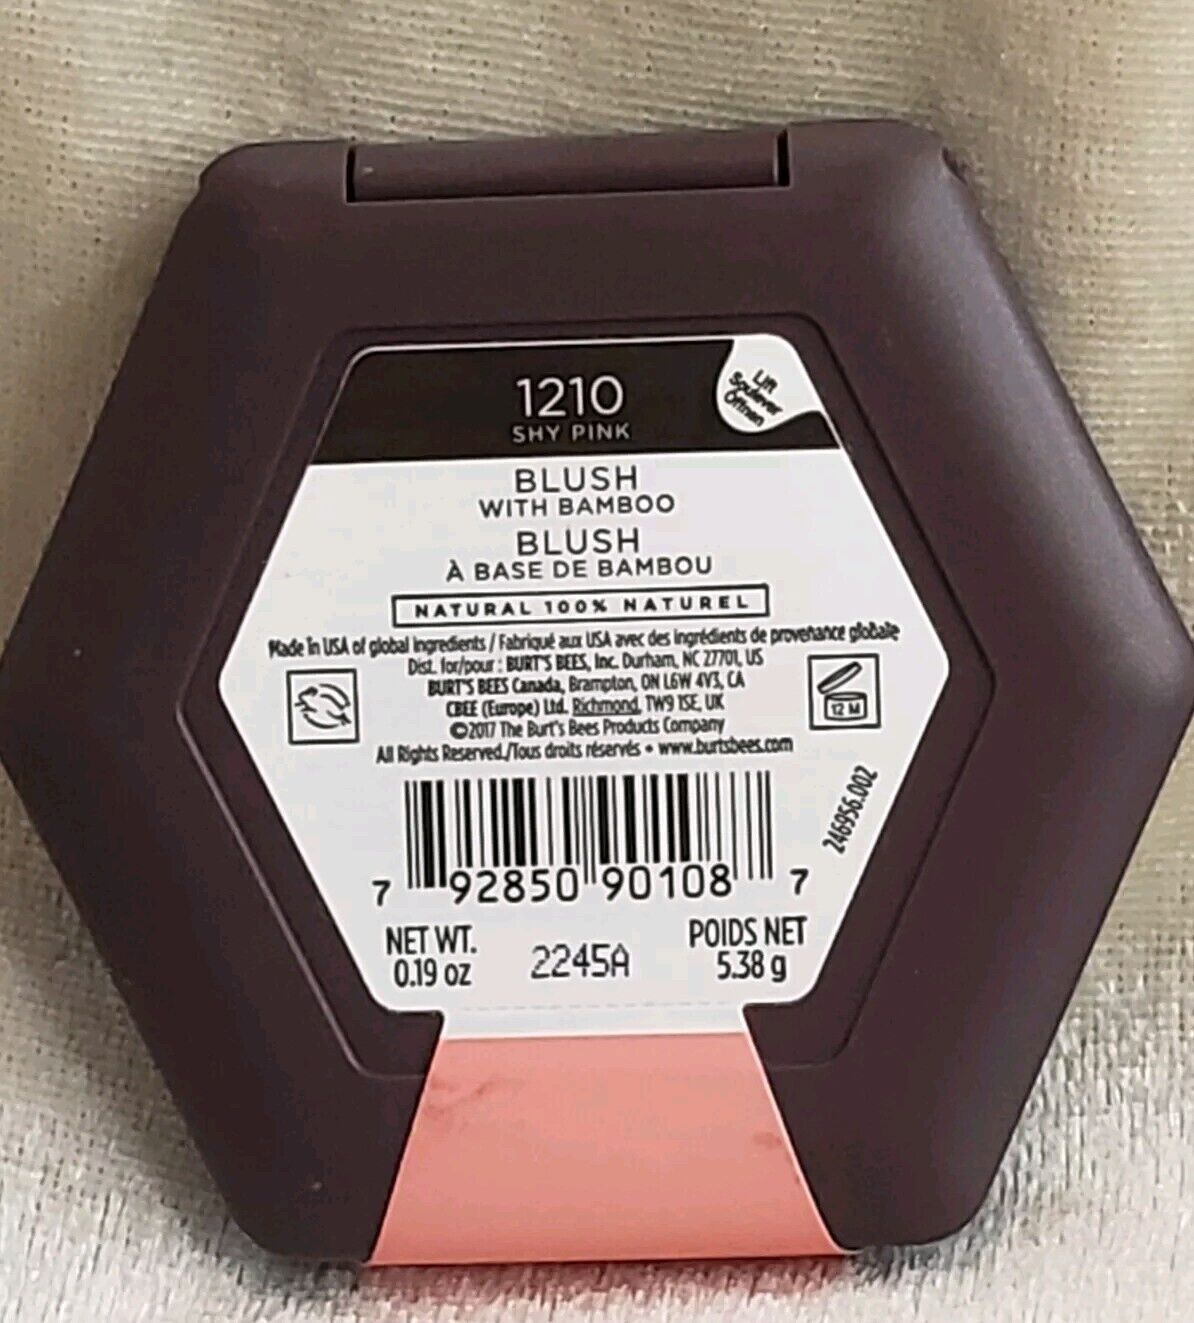 1210
SHY PINK
Lift
Soulever
Öffnen
BLUSH
WITH BAMBOO
BLUSH
À BASE DE BAMBOU
NATURAL 100% NATUREL
Made in USA of global ingredients / Fabriqué aux USA avec des ingrédients de provenance globale
Dist. for/pour : BURT'S BEES, Inc. Durham, NC 27701, US
BURT'S BEES Canada, Brampton, ON L6W 4V3, CA
CBEE (Europe) Ltd. Richmond, TW9 1SE, UK
©2017 The Burt's Bees Products Company
All Rights Reserved./Tous droits réservés • www.burtsbees.com
12 M
246956.002
7 92850 90108 7
NET WT.
0.19 oz
2245A
POIDS NET
5.38 g